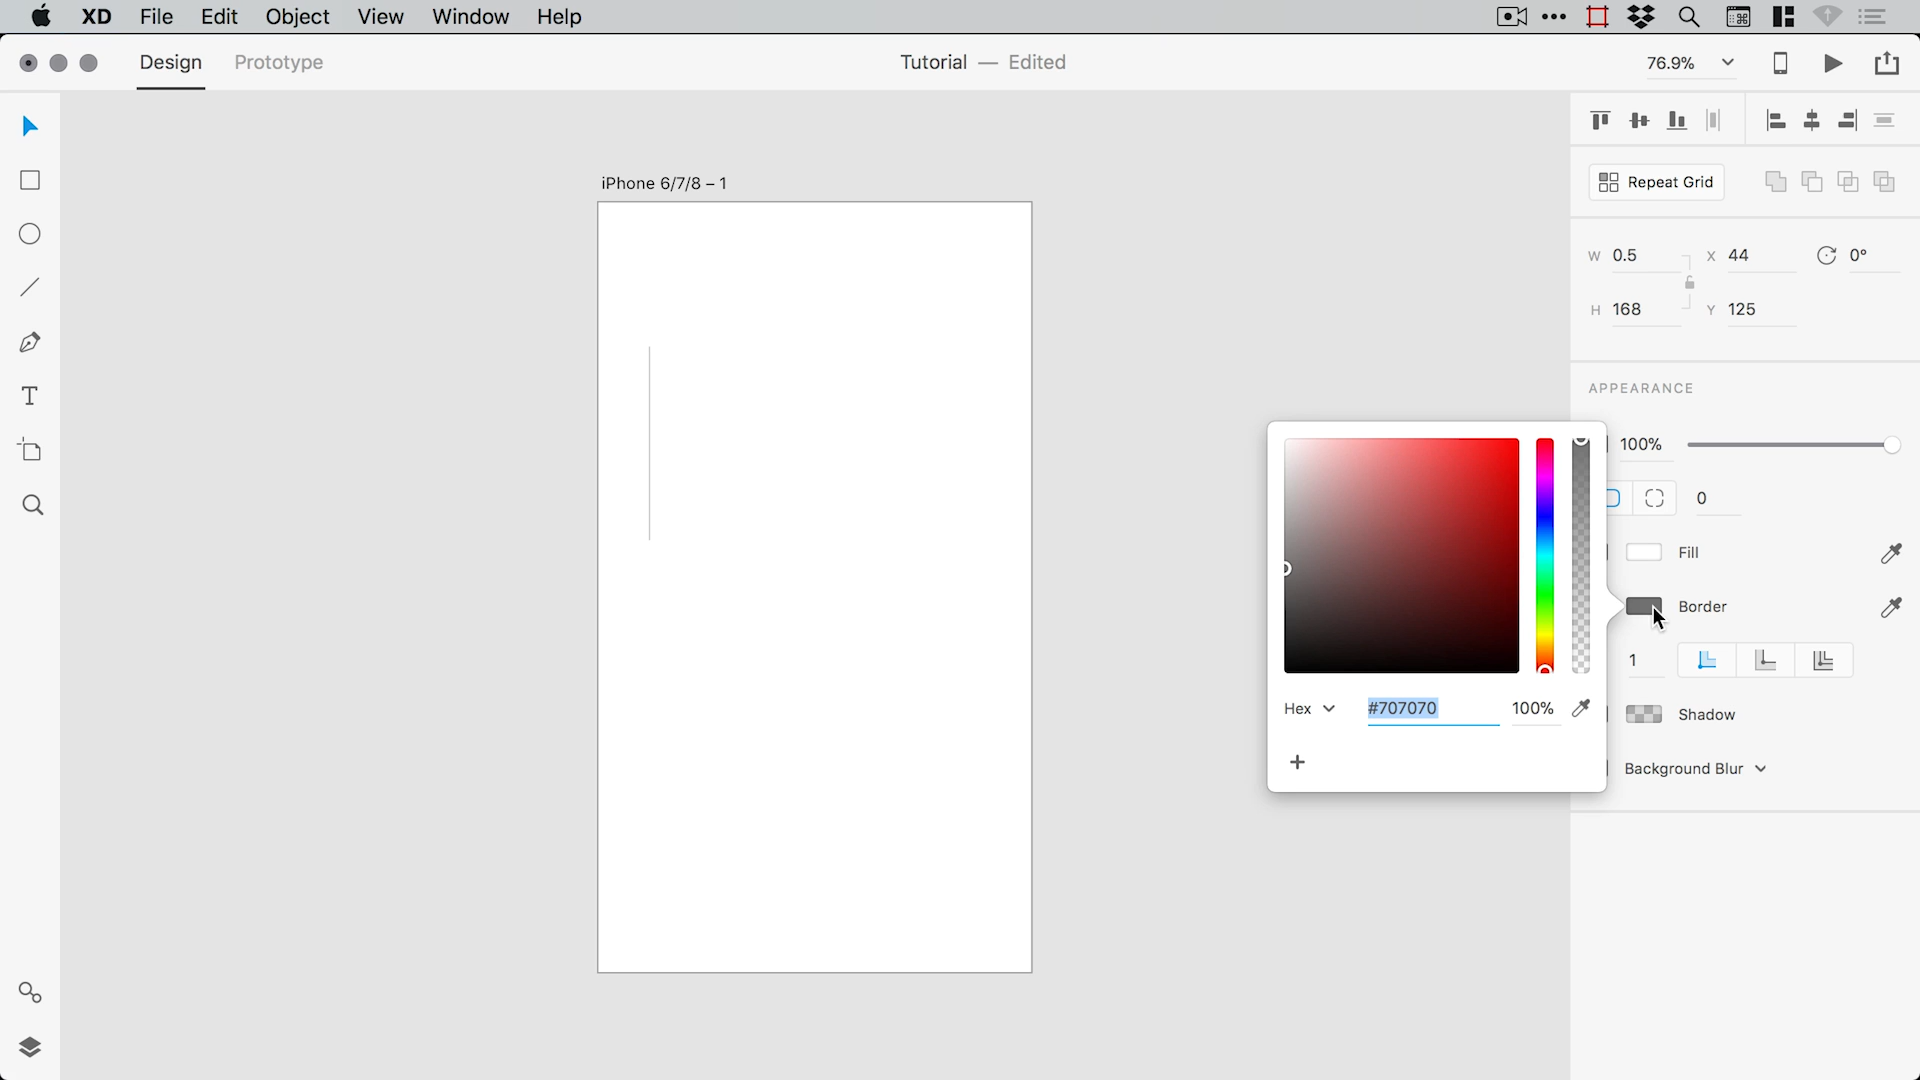 XD File Edit Object View Window Help
Design Prototype Tutorial — Edited 76.9%
iPhone 6/7/8 – 1
Repeat Grid
W 0.5 X 44 0°
H 168 Y 125
APPEARANCE
100%
0
Fill
Border
1
Hex #707070 100%
Shadow
+
Background Blur
T